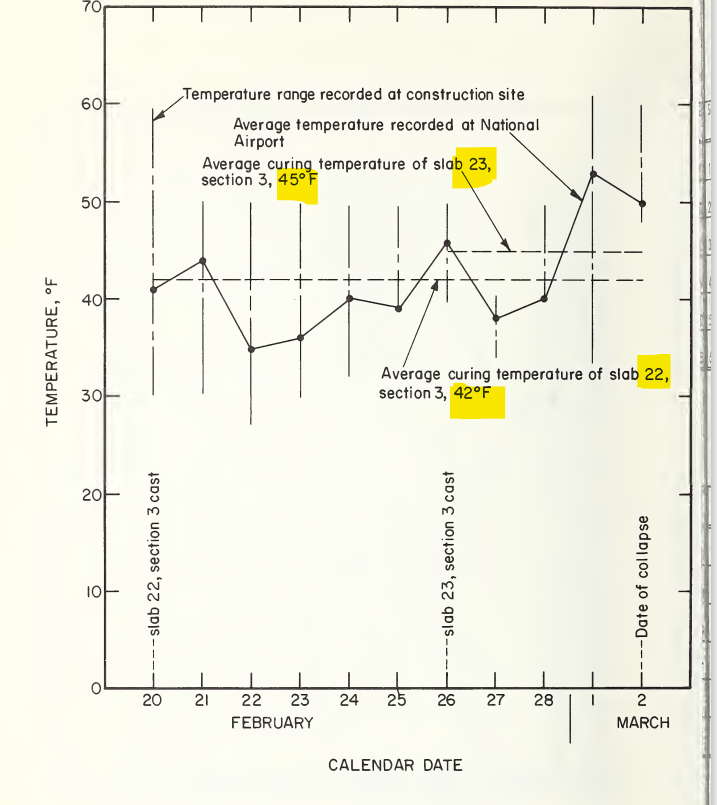 70
60
50
40
30
20
10
0
TEMPERATURE, °F
Temperature range recorded at construction site
Average temperature recorded at National
Airport
Average curing temperature of slab 23,
section 3, 45°F
Average curing temperature of slab 22,
section 3, 42°F
slab 22, section 3 cast
slab 23, section 3 cast
Date of collapse
20 21 22 23 24 25 26 27 28 1 2
FEBRUARY MARCH
CALENDAR DATE